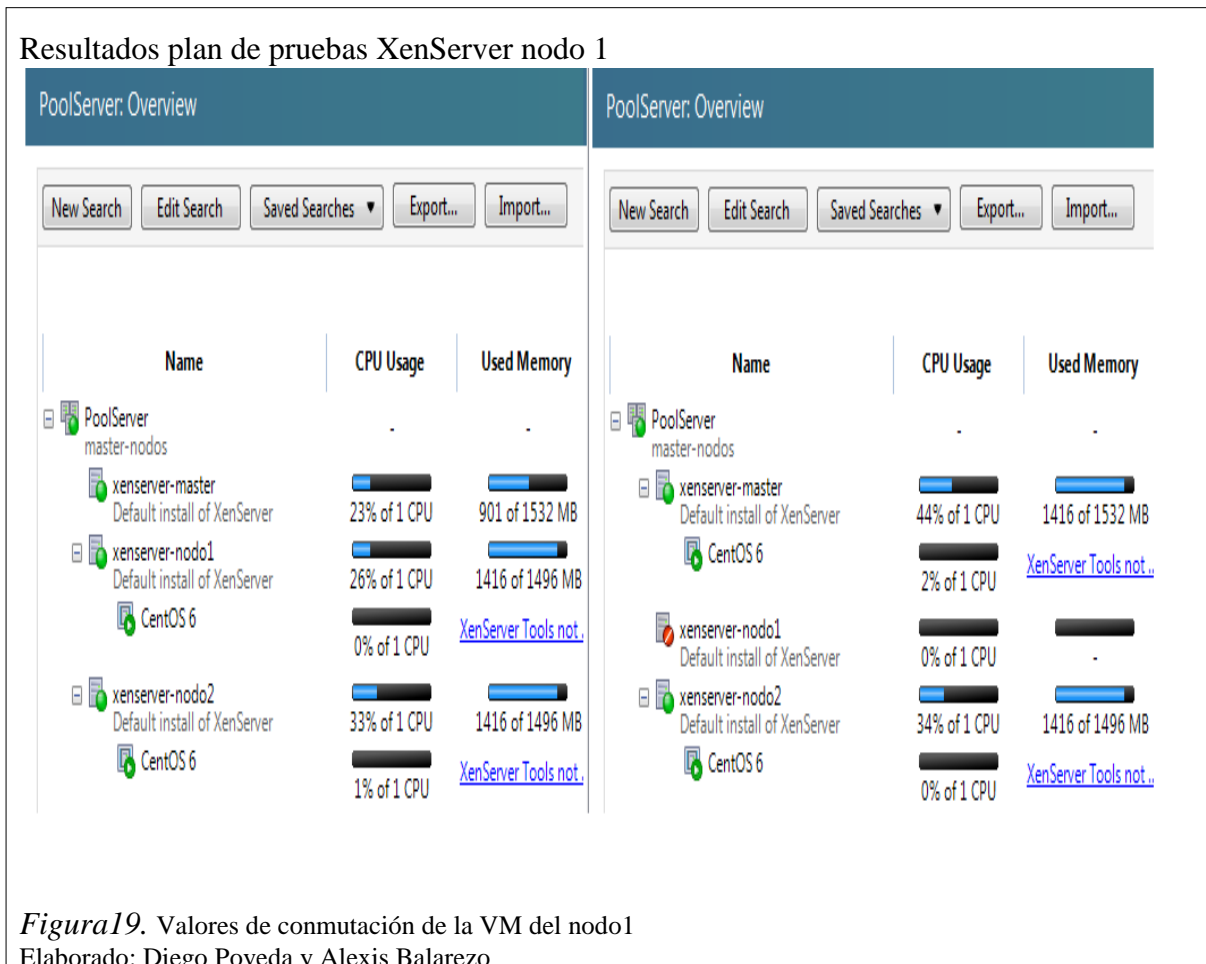 Resultados plan de pruebas XenServer nodo 1
PoolServer: Overview
New Search Edit Search Saved Searches Export... Import...
Name CPU Usage Used Memory
PoolServer - -
master-nodos
xenserver-master
Default install of XenServer 23% of 1 CPU 901 of 1532 MB
xenserver-nodo1
Default install of XenServer 26% of 1 CPU 1416 of 1496 MB
CentOS 6 XenServer Tools not .
0% of 1 CPU
xenserver-nodo2
Default install of XenServer 33% of 1 CPU 1416 of 1496 MB
CentOS 6 XenServer Tools not .
1% of 1 CPU
PoolServer: Overview
New Search Edit Search Saved Searches Export... Import...
Name CPU Usage Used Memory
PoolServer - -
master-nodos
xenserver-master
Default install of XenServer 44% of 1 CPU 1416 of 1532 MB
CentOS 6 XenServer Tools not ..
2% of 1 CPU
xenserver-nodo1
Default install of XenServer 0% of 1 CPU -
xenserver-nodo2
Default install of XenServer 34% of 1 CPU 1416 of 1496 MB
CentOS 6 XenServer Tools not ..
0% of 1 CPU
Figura19. Valores de conmutación de la VM del nodo1
Elaborado: Diego Poveda y Alexis Balarezo